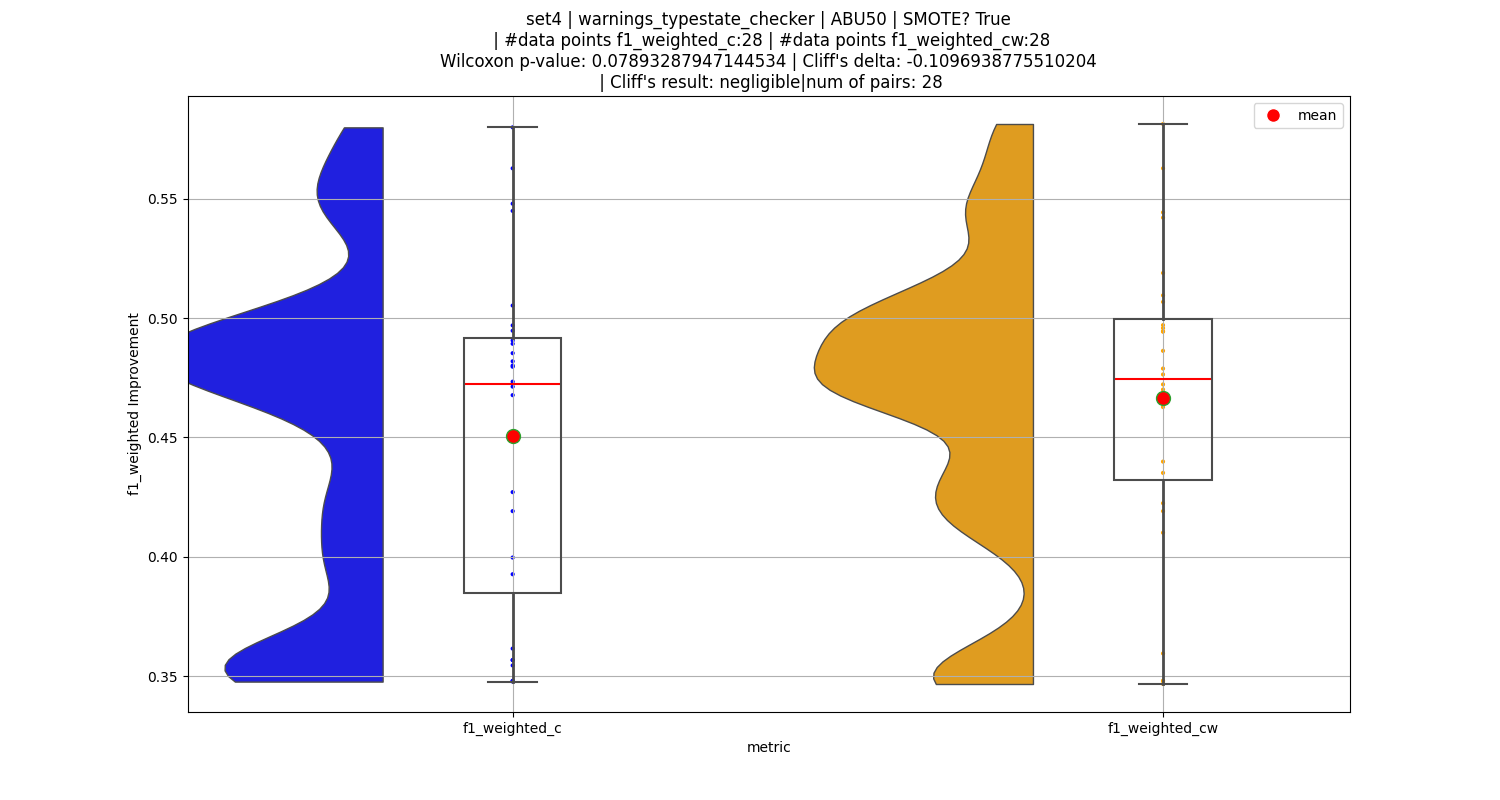 set4 | warnings_typestate_checker | ABU50 | SMOTE? True
| #data points f1_weighted_c:28 | #data points f1_weighted_cw:28
Wilcoxon p-value: 0.07893287947144534 | Cliff's delta: -0.1096938775510204
| Cliff's result: negligible|num of pairs: 28
mean
f1_weighted Improvement
0.55
0.50
0.45
0.40
0.35
f1_weighted_c
f1_weighted_cw
metric